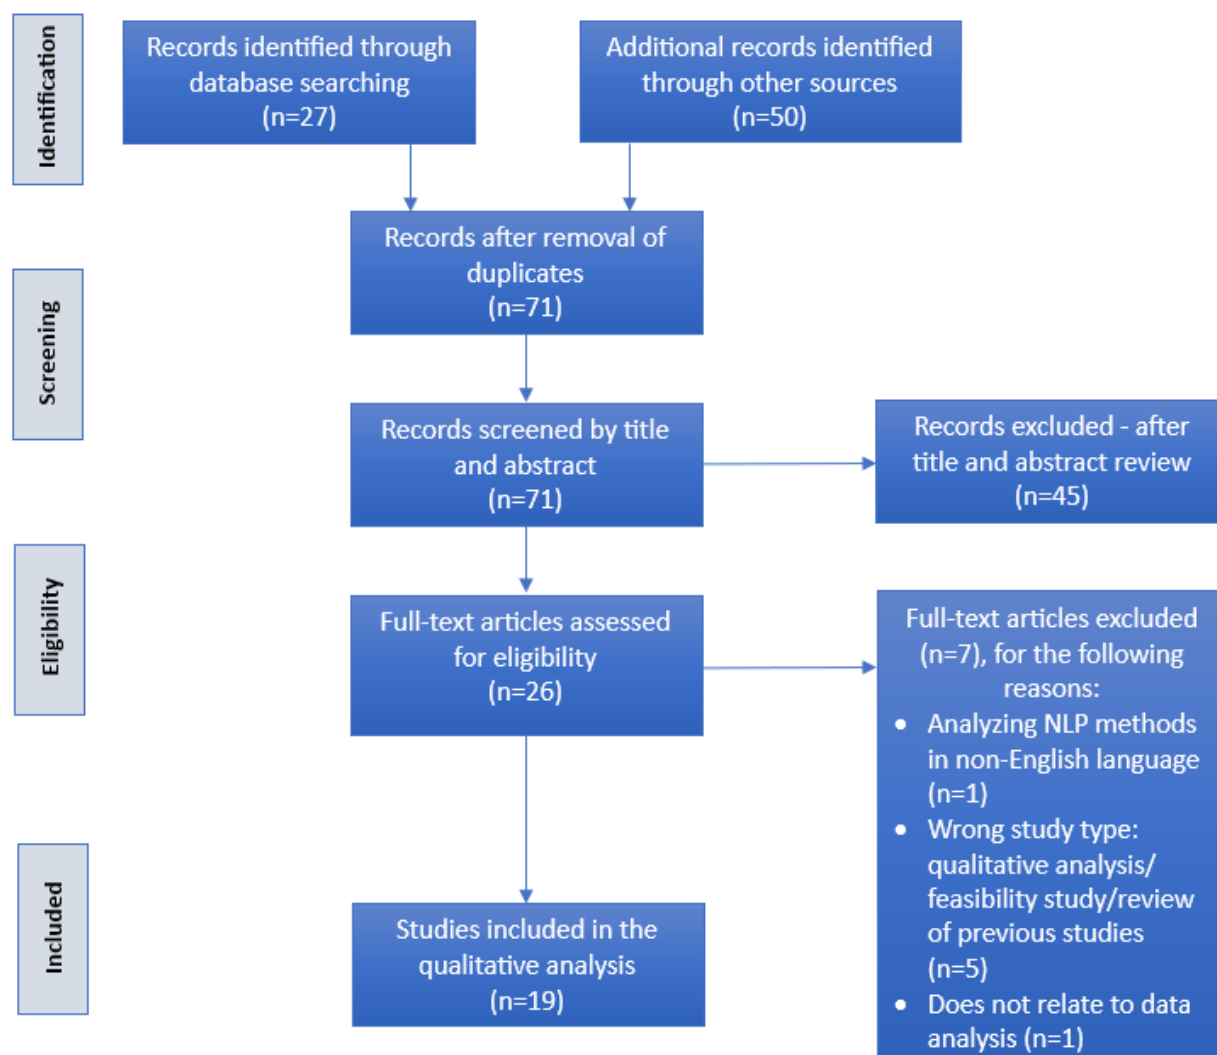 Identification
Records identified through
database searching
(n=27)
Additional records identified
through other sources
(n=50)
Screening
Records after removal of
duplicates
(n=71)
Records screened by title
and abstract
(n=71)
Records excluded - after
title and abstract review
(n=45)
Eligibility
Full-text articles assessed
for eligibility
(n=26)
Full-text articles excluded
(n=7), for the following
reasons:
• Analyzing NLP methods
in non-English language
(n=1)
• Wrong study type:
qualitative analysis/
feasibility study/review
of previous studies
(n=5)
• Does not relate to data
analysis (n=1)
Included
Studies included in the
qualitative analysis
(n=19)